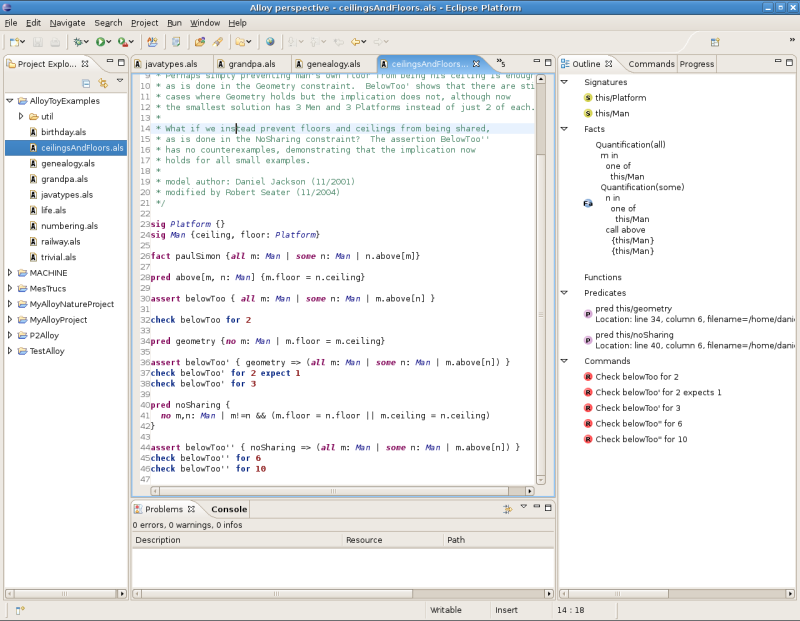 Alloy perspective - ceilingsAndFloors.als - Eclipse Platform
File Edit Navigate Search Project Run Window Help
Project Explo...
AlloyToyExamples
util
birthday.als
ceilingsAndFloors.als
genealogy.als
grandpa.als
javatypes.als
life.als
numbering.als
railway.als
trivial.als
MACHINE
MesTrucs
MyAlloyNatureProject
MyAlloyProject
P2Alloy
TestAlloy
javatypes.als grandpa.als genealogy.als ceilingsAndFloors.... »5
9 * Perhaps simply preventing man's own floor from being his ceiling is enough
10 * as is done in the Geometry constraint. BelowToo' shows that there are sti
11 * cases where Geometry holds but the implication does not, although now
12 * the smallest solution has 3 Men and 3 Platforms instead of just 2 of each.
13 *
14 * What if we instead prevent floors and ceilings from being shared,
15 * as is done in the NoSharing constraint? The assertion BelowToo''
16 * has no counterexamples, demonstrating that the implication now
17 * holds for all small examples.
18 *
19 * model author: Daniel Jackson (11/2001)
20 * modified by Robert Seater (11/2004)
21 */
22
23 sig Platform {}
24 sig Man {ceiling, floor: Platform}
25
26 fact paulSimon {all m: Man | some n: Man | n.above[m]}
27
28 pred above[m, n: Man] {m.floor = n.ceiling}
29
30 assert belowToo { all m: Man | some n: Man | m.above[n] }
31
32 check belowToo for 2
33
34 pred geometry {no m: Man | m.floor = m.ceiling}
35
36 assert belowToo' { geometry => (all m: Man | some n: Man | m.above[n]) }
37 check belowToo' for 2 expect 1
38 check belowToo' for 3
39
40 pred noSharing {
41 no m,n: Man | m!=n && (m.floor = n.floor || m.ceiling = n.ceiling)
42 }
43
44 assert belowToo'' { noSharing => (all m: Man | some n: Man | m.above[n]) }
45 check belowToo'' for 6
46 check belowToo'' for 10
47
Problems Console
0 errors, 0 warnings, 0 infos
Description Resource Path
Outline Commands Progress
Signatures
this/Platform
this/Man
Facts
Quantification(all)
m in
one of
this/Man
Quantification(some)
n in
one of
this/Man
call above
{this/Man}
{this/Man}
Functions
Predicates
pred this/geometry
Location: line 34, column 6, filename=/home/dani
pred this/noSharing
Location: line 40, column 6, filename=/home/dani
Commands
Check belowToo for 2
Check belowToo' for 2 expects 1
Check belowToo' for 3
Check belowToo'' for 6
Check belowToo'' for 10
Writable Insert 14 : 18